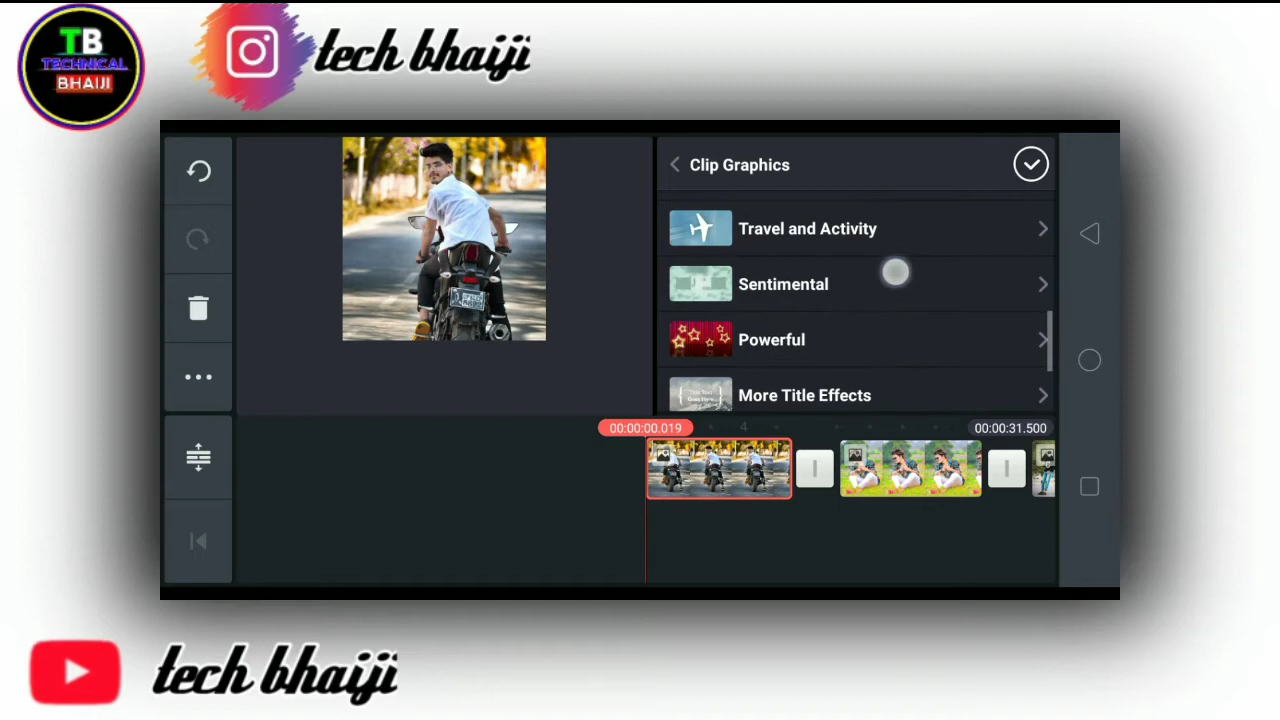 TB
TECHNICAL
BHAIJI
tech bhaiji
Clip Graphics
Travel and Activity
Sentimental
Powerful
More Title Effects
00:00:00.019
4
00:00:31.500
tech bhaiji